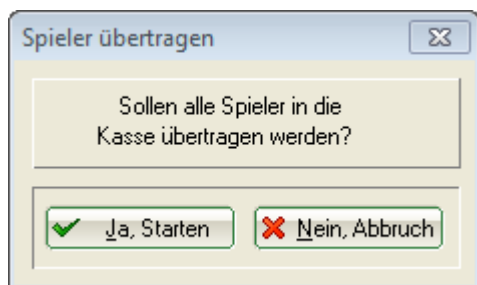 Spieler übertragen
Sollen alle Spieler in die
Kasse übertragen werden?
Ja, Starten
Nein, Abbruch